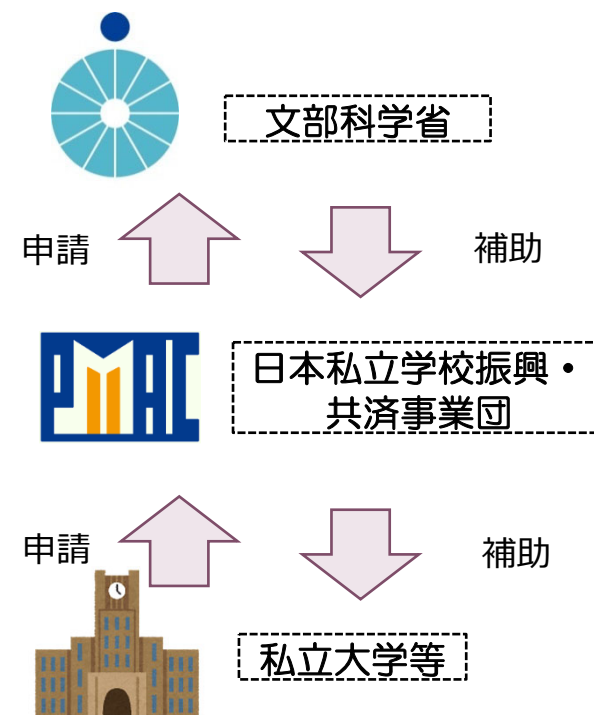 文部科学省
申請
補助
日本私立学校振興・
共済事業団
申請
補助
私立大学等